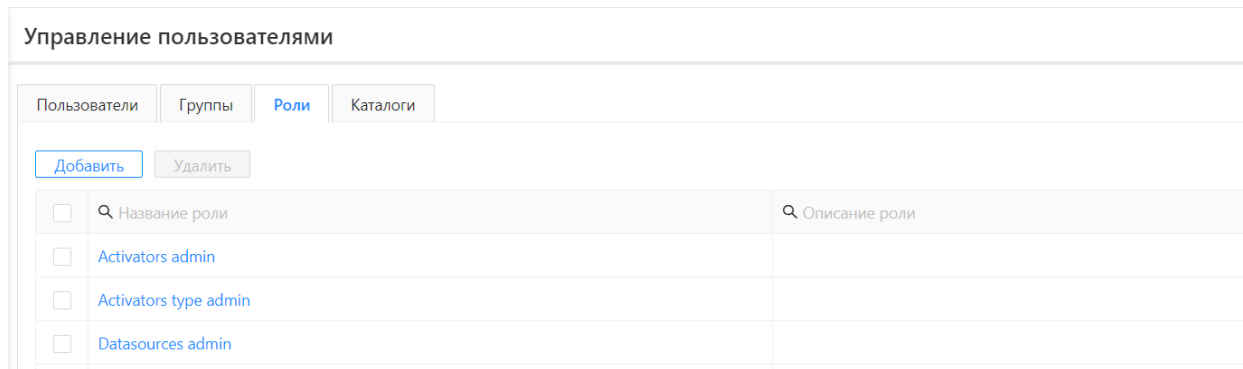 Управление пользователями
Пользователи Группы Роли Каталоги
Добавить Удалить
Название роли Описание роли
Activators admin
Activators type admin
Datasources admin